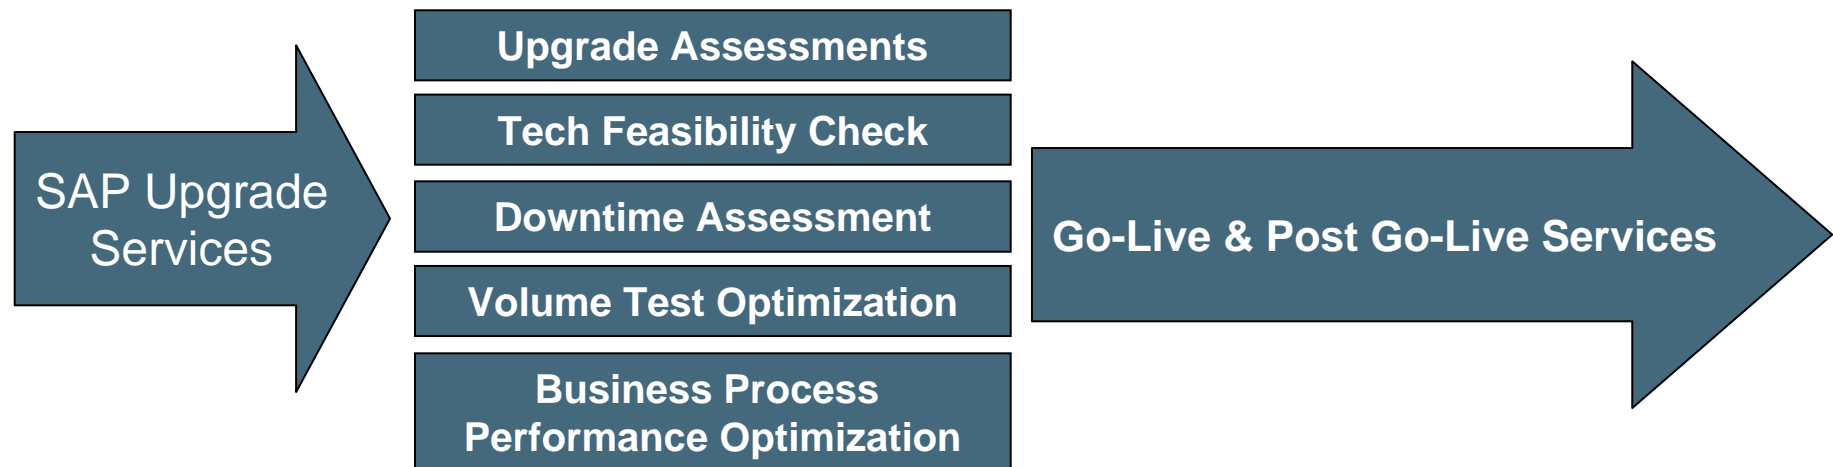 SAP Upgrade
Services
Upgrade Assessments
Tech Feasibility Check
Downtime Assessment
Volume Test Optimization
Business Process
Performance Optimization
Go-Live & Post Go-Live Services